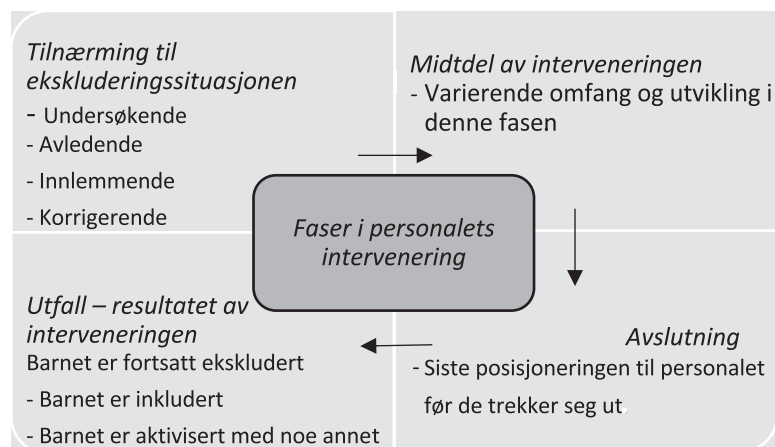 Tilnærming til
ekskluderingssituasjonen
- Undersøkende
- Avledende
- Innlemmende
- Korrigerende
Midtdel av interveneringen
- Varierende omfang og utvikling i
denne fasen
Faser i personalets
intervenering
Avslutning
- Siste posisjoneringen til personalet
før de trekker seg ut.
Utfall – resultatet av
interveneringen
Barnet er fortsatt ekskludert
- Barnet er inkludert
- Barnet er aktivisert med noe annet